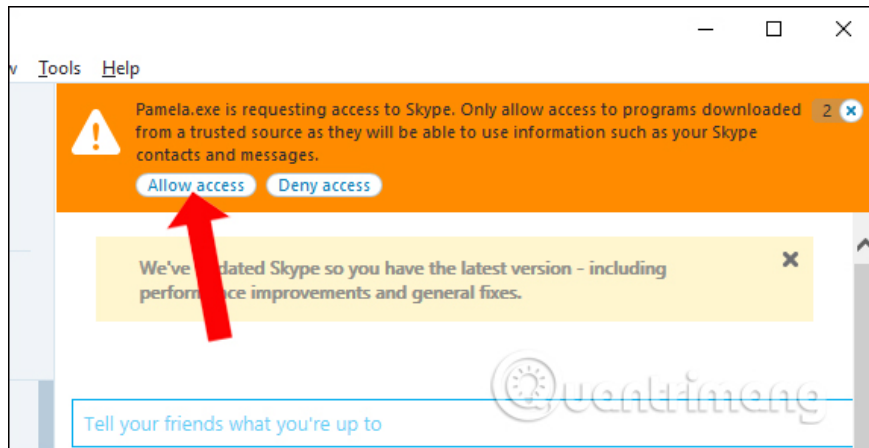 Tools Help
Pamela.exe is requesting access to Skype. Only allow access to programs downloaded 2
from a trusted source as they will be able to use information such as your Skype
contacts and messages.
Allow access Deny access
We've Skype so you have the latest version - including
improvements and general fixes.
Quantrimang
Tell your friends what you're up to